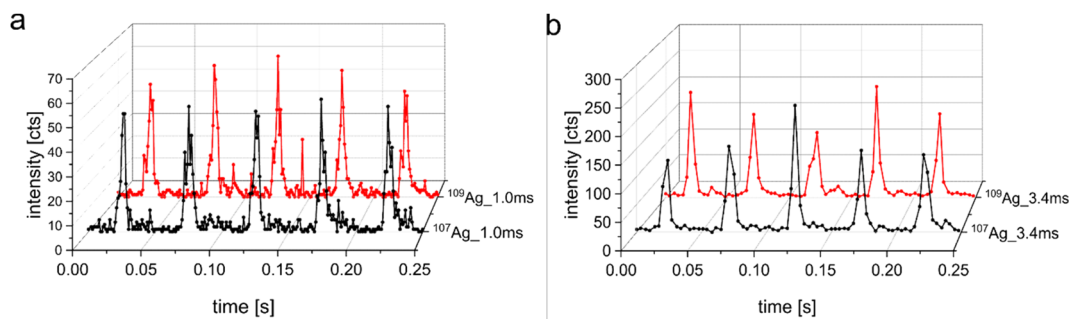 a
70
60
50
40
30
20
10
0
intensity [cts]
0.00 0.05 0.10 0.15 0.20 0.25
time [s]
¹⁰⁹Ag_1.0ms
¹⁰⁷Ag_1.0ms
b
300
250
200
150
100
50
0
intensity [cts]
0.00 0.05 0.10 0.15 0.20 0.25
time [s]
¹⁰⁹Ag_3.4ms
¹⁰⁷Ag_3.4ms